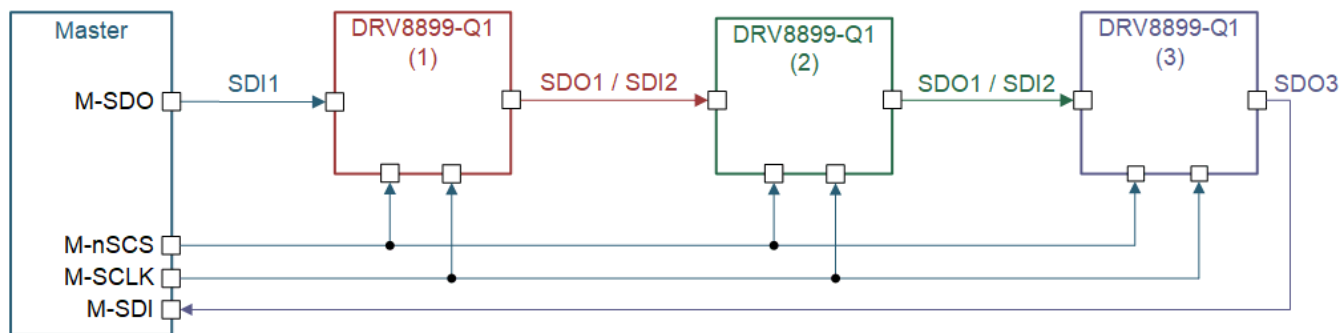 Master
DRV8899-Q1
(1)
DRV8899-Q1
(2)
DRV8899-Q1
(3)
M-SDO
SDI1
SDO1 / SDI2
SDO1 / SDI2
SDO3
M-nSCS
M-SCLK
M-SDI